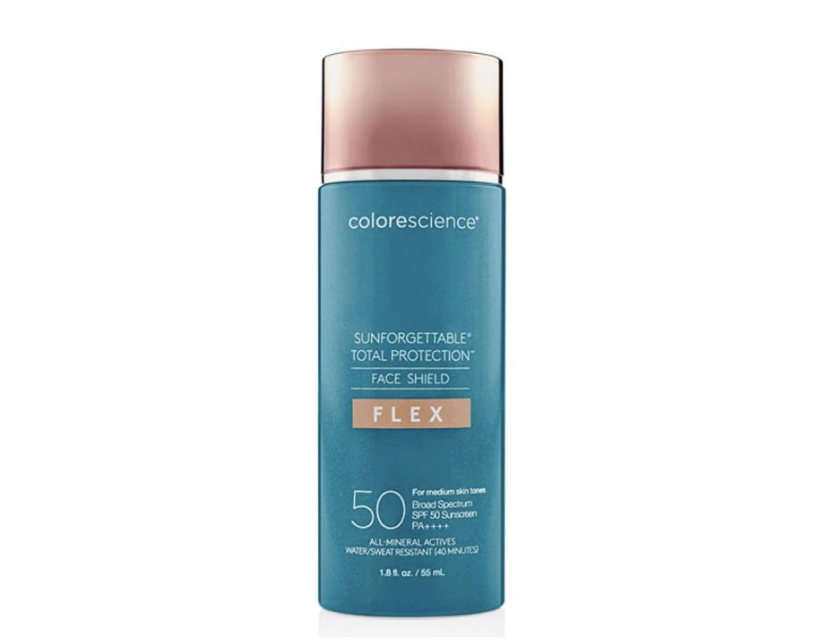 colorescience®
SUNFORGETTABLE®
TOTAL PROTECTION™
FACE SHIELD
FLEX
50
For medium skin tones
Broad Spectrum
SPF 50 Sunscreen
PA++++
ALL-MINERAL ACTIVES
WATER/SWEAT RESISTANT (40 MINUTES)
1.8 fl. oz. / 55 mL